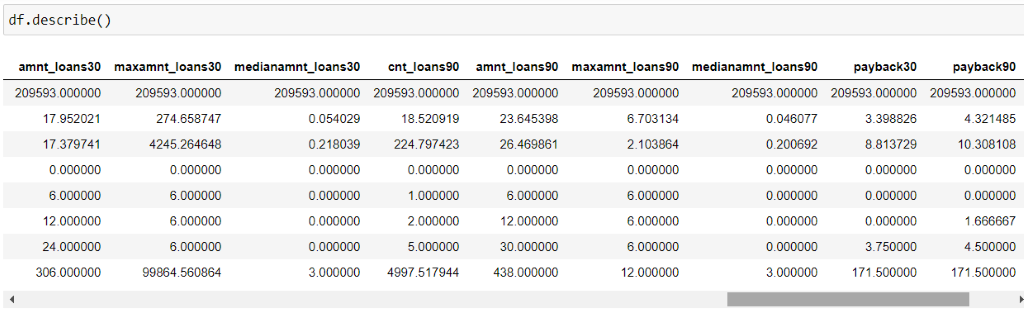 df.describe()
amnt_loans30 maxamnt_loans30 medianamnt_loans30 cnt_loans90 amnt_loans90 maxamnt_loans90 medianamnt_loans90 payback30 payback90
209593.000000 209593.000000 209593.000000 209593.000000 209593.000000 209593.000000 209593.000000 209593.000000 209593.000000
17.952021 274.658747 0.054029 18.520919 23.645398 6.703134 0.046077 3.398826 4.321485
17.379741 4245.264648 0.218039 224.797423 26.469861 2.103864 0.200692 8.813729 10.308108
0.000000 0.000000 0.000000 0.000000 0.000000 0.000000 0.000000 0.000000 0.000000
6.000000 6.000000 0.000000 1.000000 6.000000 6.000000 0.000000 0.000000 0.000000
12.000000 6.000000 0.000000 2.000000 12.000000 6.000000 0.000000 0.000000 1.666667
24.000000 6.000000 0.000000 5.000000 30.000000 6.000000 0.000000 3.750000 4.500000
306.000000 99864.560864 3.000000 4997.517944 438.000000 12.000000 3.000000 171.500000 171.500000